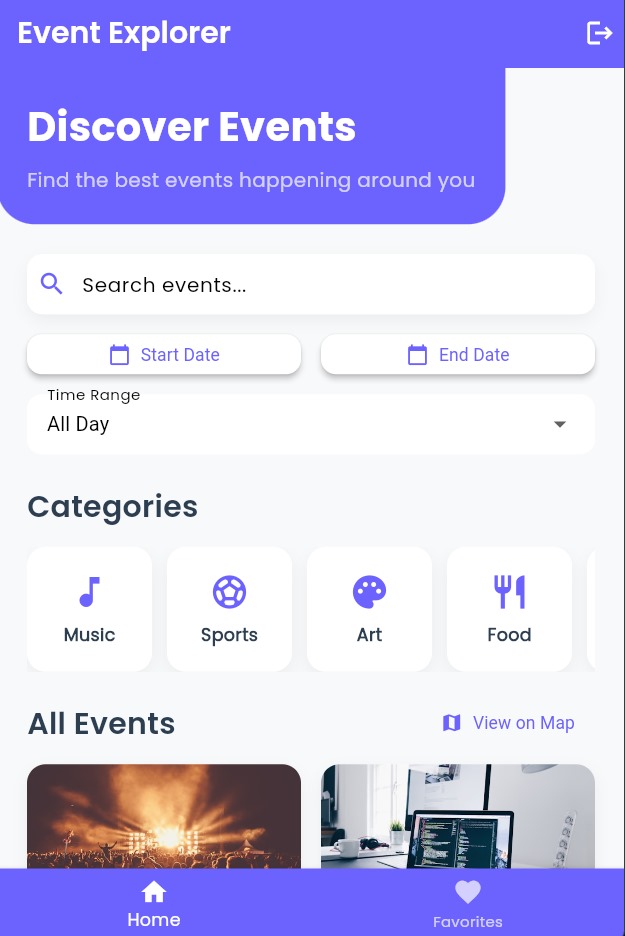 Event Explorer
Discover Events
Find the best events happening around you
Search events...
Start Date
End Date
Time Range
All Day
Categories
Music
Sports
Art
Food
All Events
View on Map
Home
Favorites